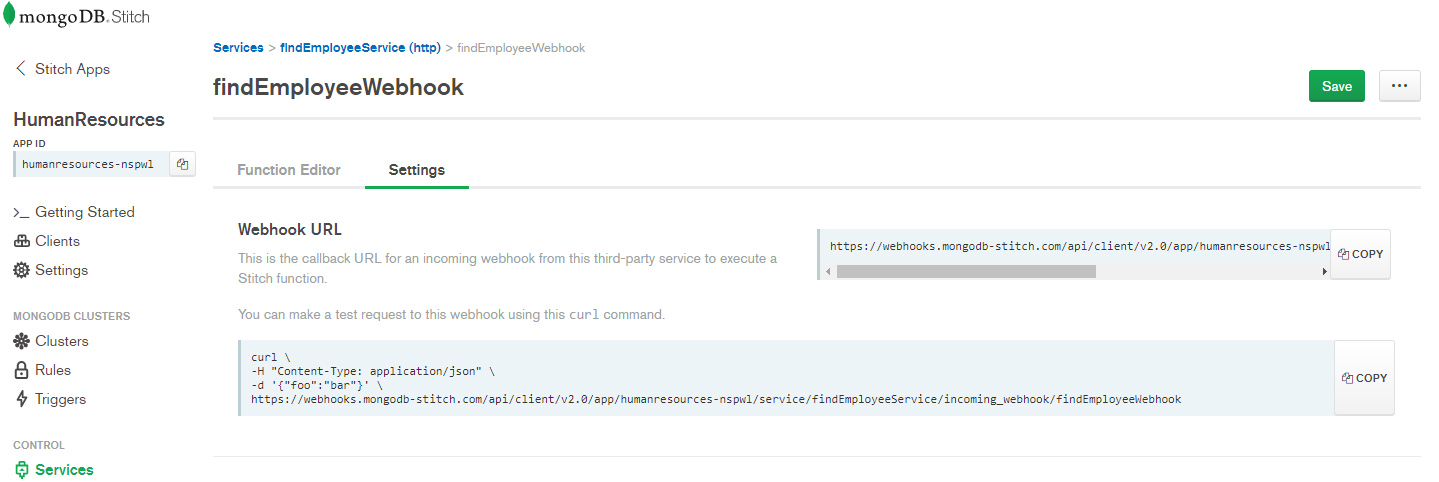 mongoDB. Stitch
Services > findEmployeeService (http) > findEmployeeWebhook
Stitch Apps
findEmployeeWebhook
Save
...
HumanResources
APP ID
humanresources-nspwl
Function Editor
Settings
>_ Getting Started
Clients
Settings
Webhook URL
This is the callback URL for an incoming webhook from this third-party service to execute a
Stitch function.
https://webhooks.mongodb-stitch.com/api/client/v2.0/app/humanresources-nspwl
COPY
You can make a test request to this webhook using this curl command.
MONGODB CLUSTERS
Clusters
Rules
Triggers
curl \
-H "Content-Type: application/json" \
-d '{"foo":"bar"}' \
https://webhooks.mongodb-stitch.com/api/client/v2.0/app/humanresources-nspwl/service/findEmployeeService/incoming_webhook/findEmployeeWebhook
COPY
CONTROL
Services